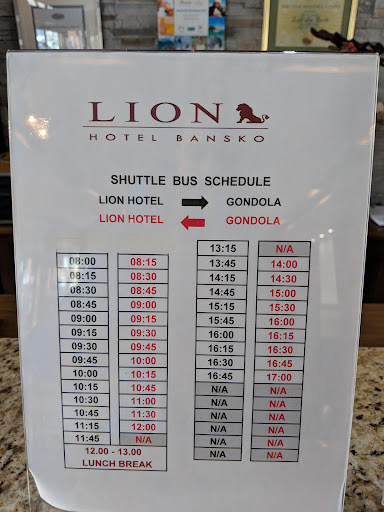 LION
HOTEL BANSKO
SHUTTLE BUS SCHEDULE
LION HOTEL GONDOLA
LION HOTEL GONDOLA
08:00 08:15
08:15 08:30
08:30 08:45
08:45 09:00
09:00 09:15
09:15 09:30
09:30 09:45
09:45 10:00
10:00 10:15
10:15 10:45
10:30 11:00
10:45 11:30
11:15 12:00
11:45 N/A
12.00 - 13.00
LUNCH BREAK
13:15 N/A
13:45 14:00
14:15 14:30
14:45 15:00
15:15 15:30
15:45 16:00
16:00 16:15
16:15 16:30
16:30 16:45
16:45 17:00
N/A N/A
N/A N/A
N/A N/A
N/A N/A
N/A N/A
N/A N/A